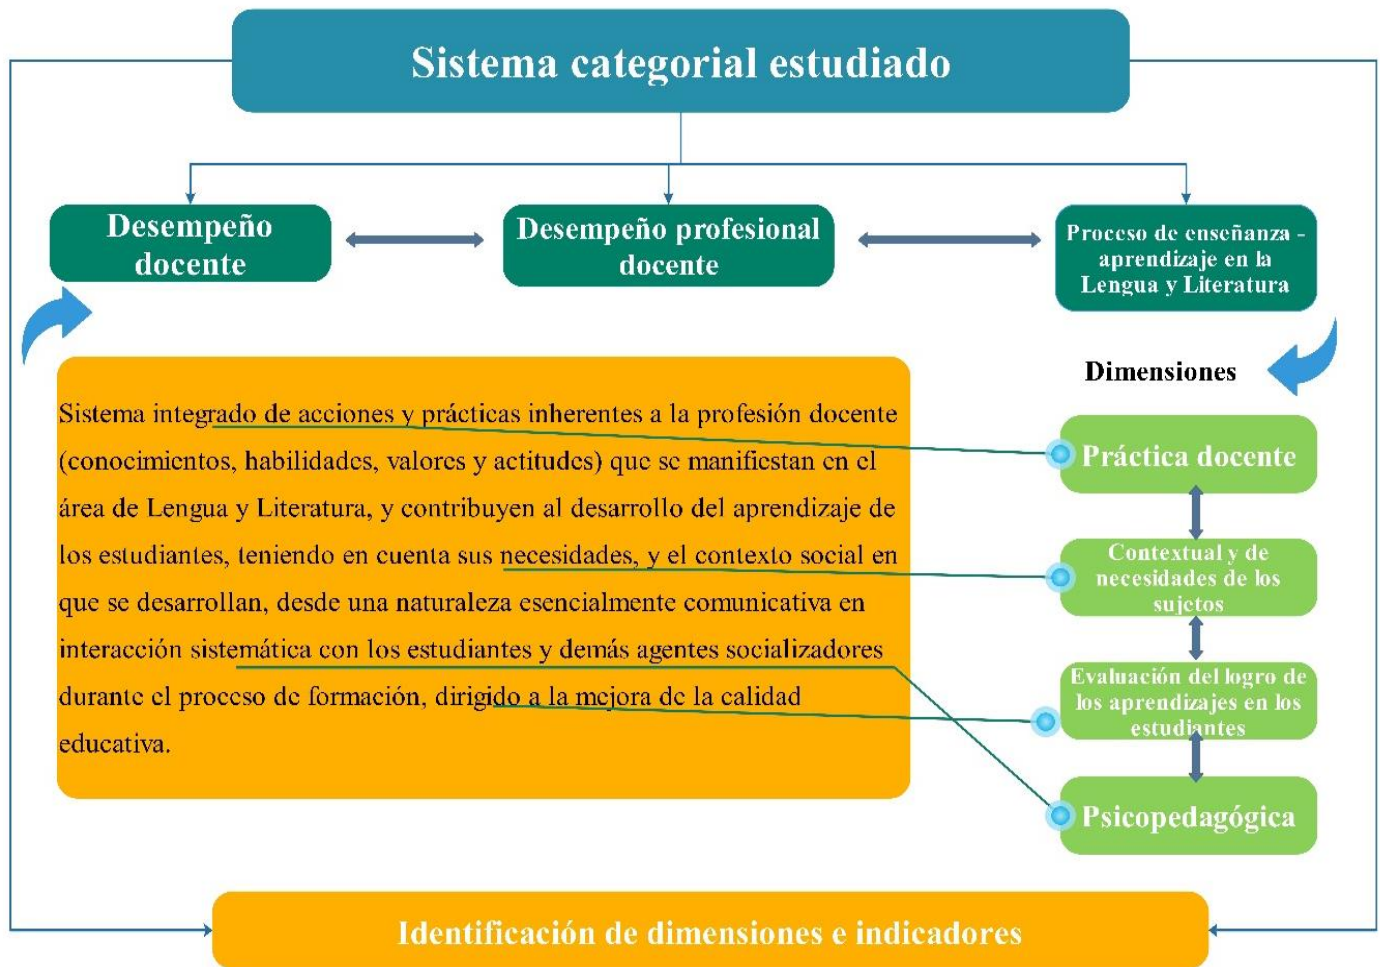 Sistema categorial estudiado
Desempeño
docente
Desempeño profesional
docente
Proceso de enseñanza -
aprendizaje en la
Lengua y Literatura
Sistema integrado de acciones y prácticas inherentes a la profesión docente
(conocimientos, habilidades, valores y actitudes) que se manifiestan en el
área de Lengua y Literatura, y contribuyen al desarrollo del aprendizaje de
los estudiantes, teniendo en cuenta sus necesidades, y el contexto social en
que se desarrollan, desde una naturaleza esencialmente comunicativa en
interacción sistemática con los estudiantes y demás agentes socializadores
durante el proceso de formación, dirigido a la mejora de la calidad
educativa.
Dimensiones
Práctica docente
Contextual y de
necesidades de los
sujetos
Evaluación del logro de
los aprendizajes en los
estudiantes
Psicopedagógica
Identificación de dimensiones e indicadores